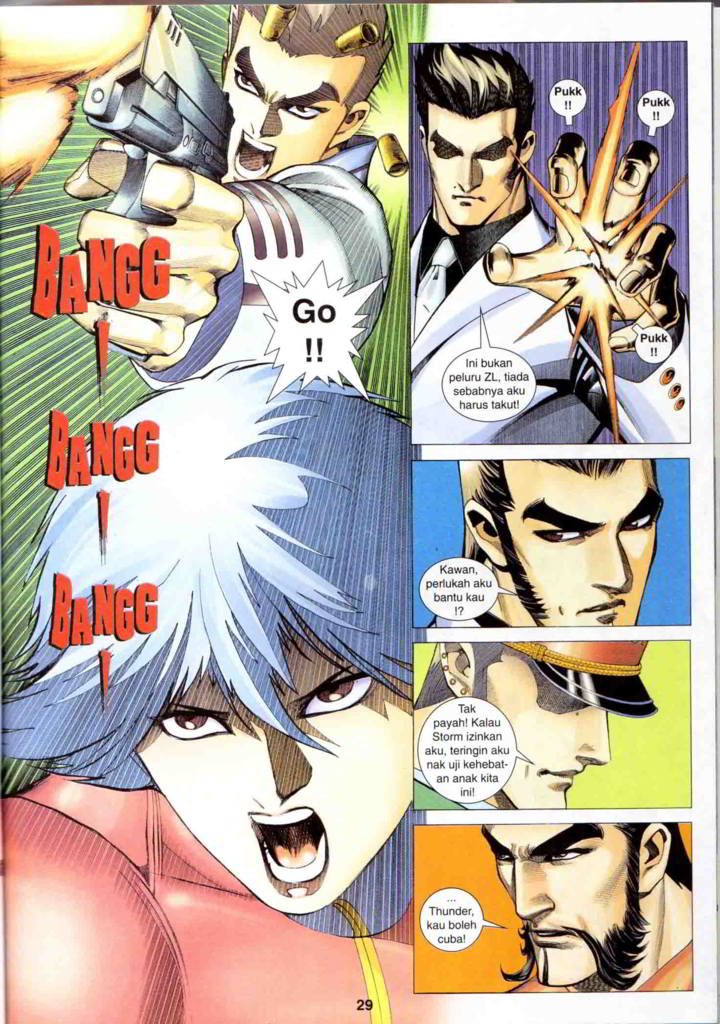 BANGG
!
BANGG
!
BANGG
!
Go
!!
Pukk
!!
Pukk
!!
Pukk
!!
Ini bukan
peluru ZL, tiada
sebabnya aku
harus takut!
Kawan,
perlukah aku
bantu kau
!?
Tak
payah! Kalau
Storm izinkan
aku, teringin aku
nak uji kehebat-
an anak kita
ini!
...
Thunder,
kau boleh
cuba!
29